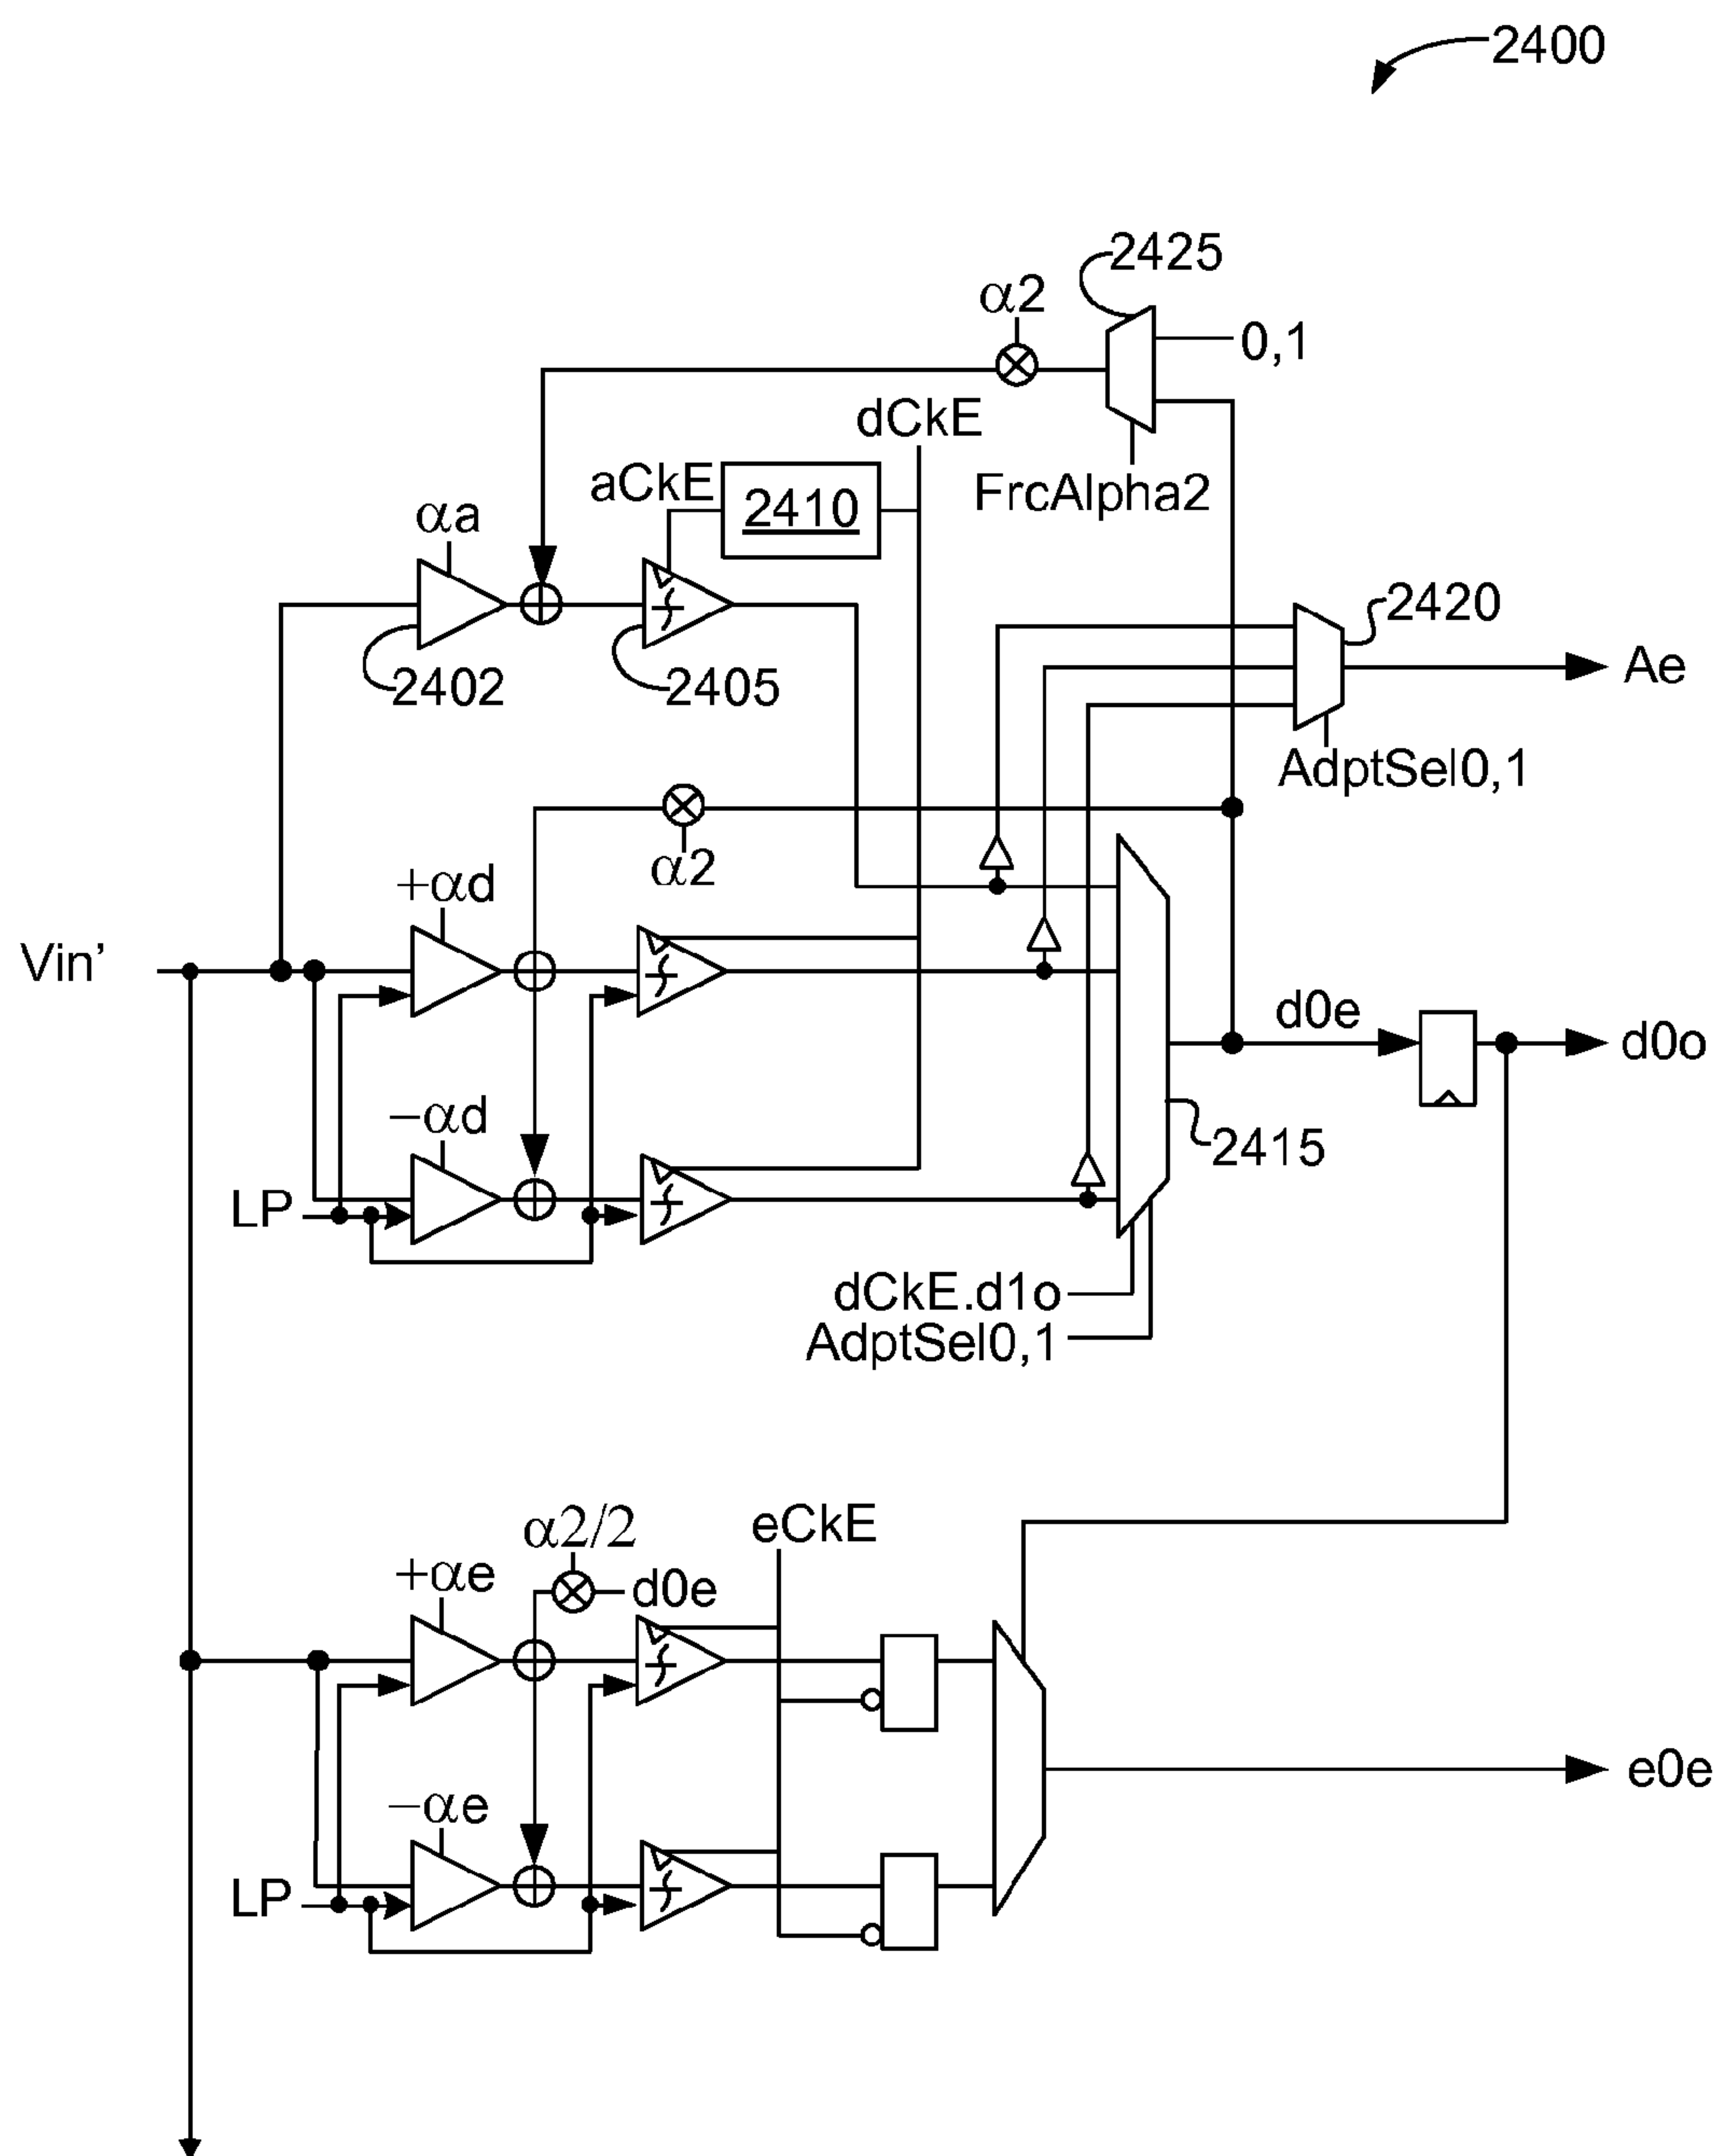 2400
2425
α2
0,1
dCkE
aCkE
2410
FrcAlpha2
αa
2402
2405
2420
Ae
AdptSel0,1
α2
+αd
Vin’
d0e
d0o
−αd
2415
LP
dCkE.d1o
AdptSel0,1
α2/2
eCkE
+αe
d0e
e0e
−αe
LP